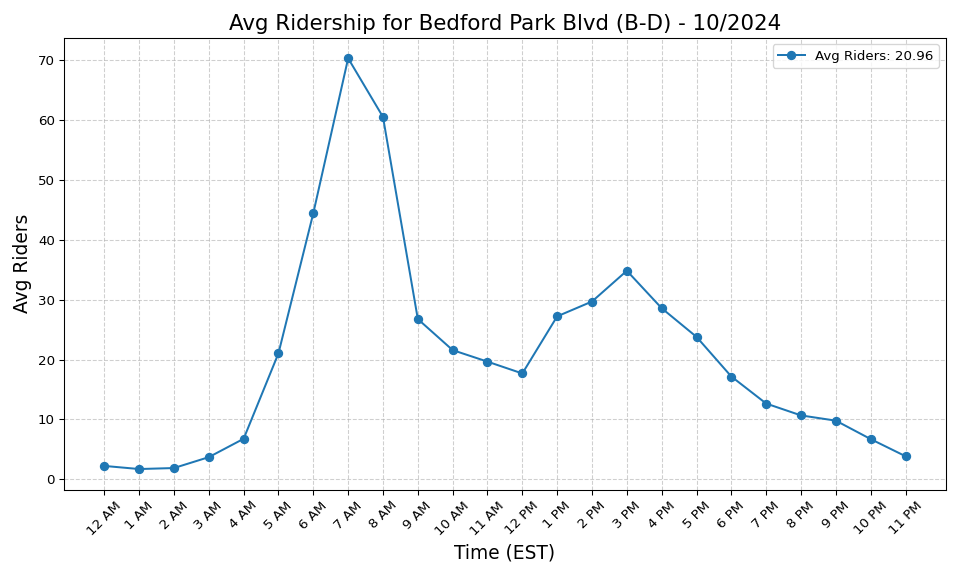 Avg Ridership for Bedford Park Blvd (B-D) - 10/2024
Avg Riders: 20.96
Avg Riders
70
60
50
40
30
20
10
0
12 AM
1 AM
2 AM
3 AM
4 AM
5 AM
6 AM
7 AM
8 AM
9 AM
10 AM
11 AM
12 PM
1 PM
2 PM
3 PM
4 PM
5 PM
6 PM
7 PM
8 PM
9 PM
10 PM
11 PM
Time (EST)